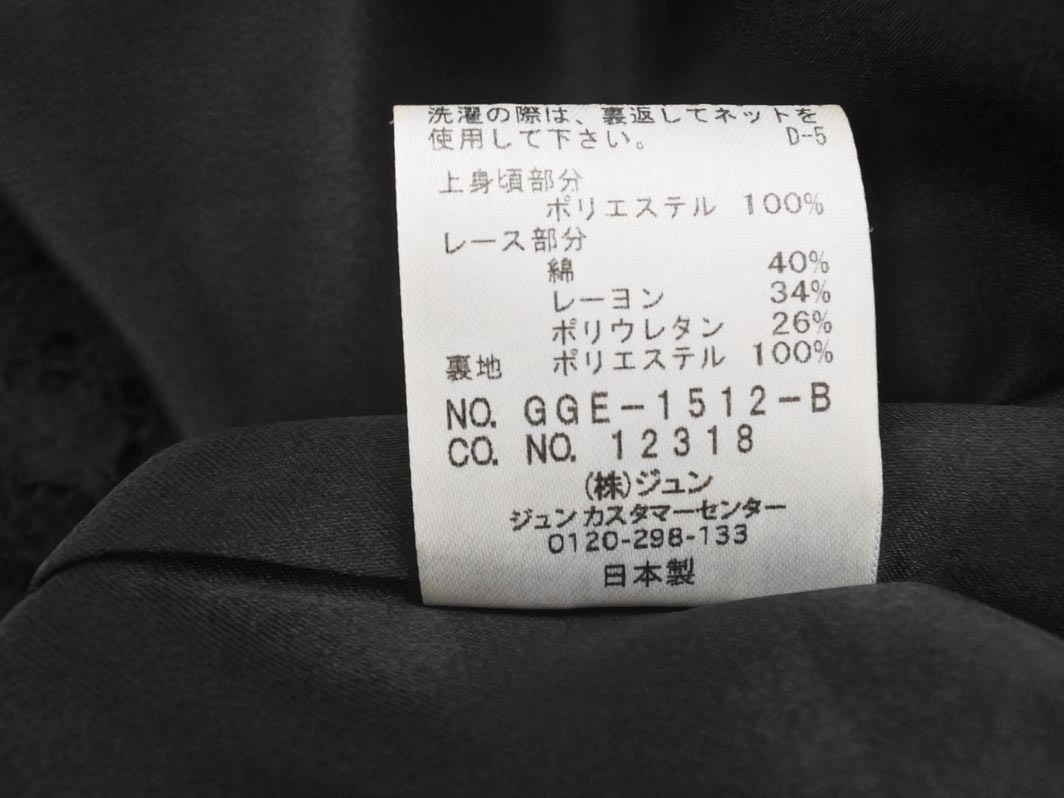 洗濯の際は、裏返してネットを
使用して下さい。 D-5
上身頃部分
ポリエステル 100%
レース部分
綿 40%
レーヨン 34%
ポリウレタン 26%
裏地 ポリエステル 100%
NO. GGE-1512-B
CO. NO. 12318
(株)ジュン
ジュンカスタマーセンター
0120-298-133
日本製